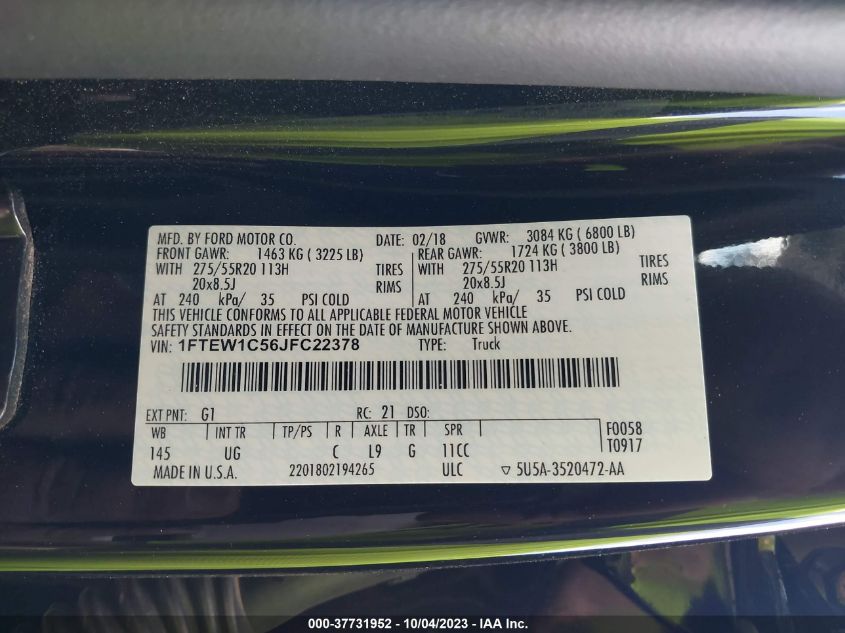 MFD. BY FORD MOTOR CO. DATE: 02/18 GVWR: 3084 KG ( 6800 LB)
FRONT GAWR: 1463 KG ( 3225 LB) REAR GAWR: 1724 KG ( 3800 LB)
WITH 275/55R20 113H TIRES WITH 275/55R20 113H TIRES
20x8.5J RIMS 20x8.5J RIMS
AT 240 kPa/ 35 PSI COLD AT 240 kPa/ 35 PSI COLD
THIS VEHICLE CONFORMS TO ALL APPLICABLE FEDERAL MOTOR VEHICLE
SAFETY STANDARDS IN EFFECT ON THE DATE OF MANUFACTURE SHOWN ABOVE.
VIN: 1FTEW1C56JFC22378 TYPE: Truck
EXT PNT: G1 RC: 21 DSO:
WB INT TR TP/PS R AXLE TR SPR F0058
145 UG C L9 G 11CC T0917
MADE IN U.S.A. 2201802194265 ULC ▽ 5U5A-3520472-AA
000-37731952 - 10/04/2023 - IAA Inc.